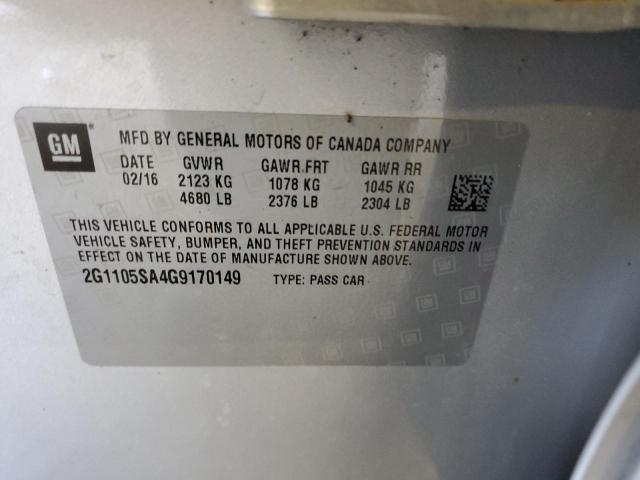 GM® MFD BY GENERAL MOTORS OF CANADA COMPANY
DATE GVWR GAWR FRT GAWR RR
02/16 2123 KG 1078 KG 1045 KG
4680 LB 2376 LB 2304 LB
THIS VEHICLE CONFORMS TO ALL APPLICABLE U.S. FEDERAL MOTOR
VEHICLE SAFETY, BUMPER, AND THEFT PREVENTION STANDARDS IN
EFFECT ON THE DATE OF MANUFACTURE SHOWN ABOVE.
2G1105SA4G9170149 TYPE: PASS CAR